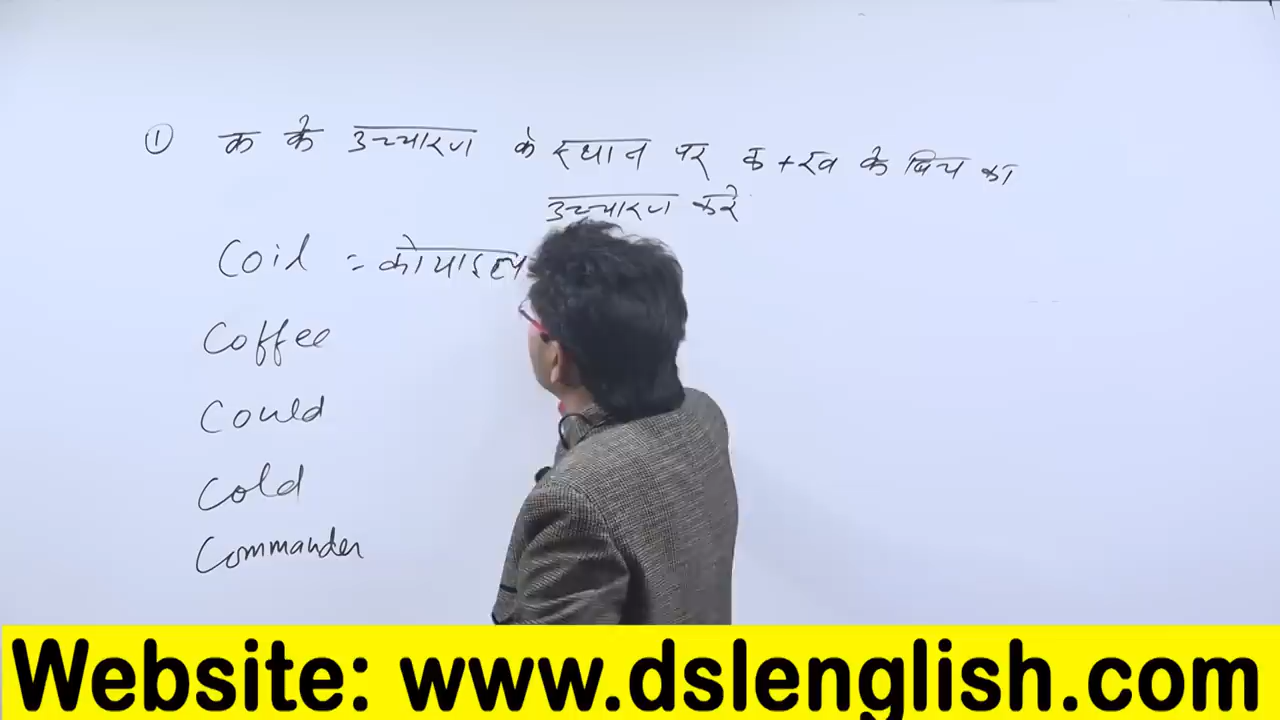 ① क के उच्चारण के स्थान पर क + ख के बिच का
उच्चारण करे
Coil = कोयाइल
Coffee
Could
Cold
Commander
Website: www.dslenglish.com